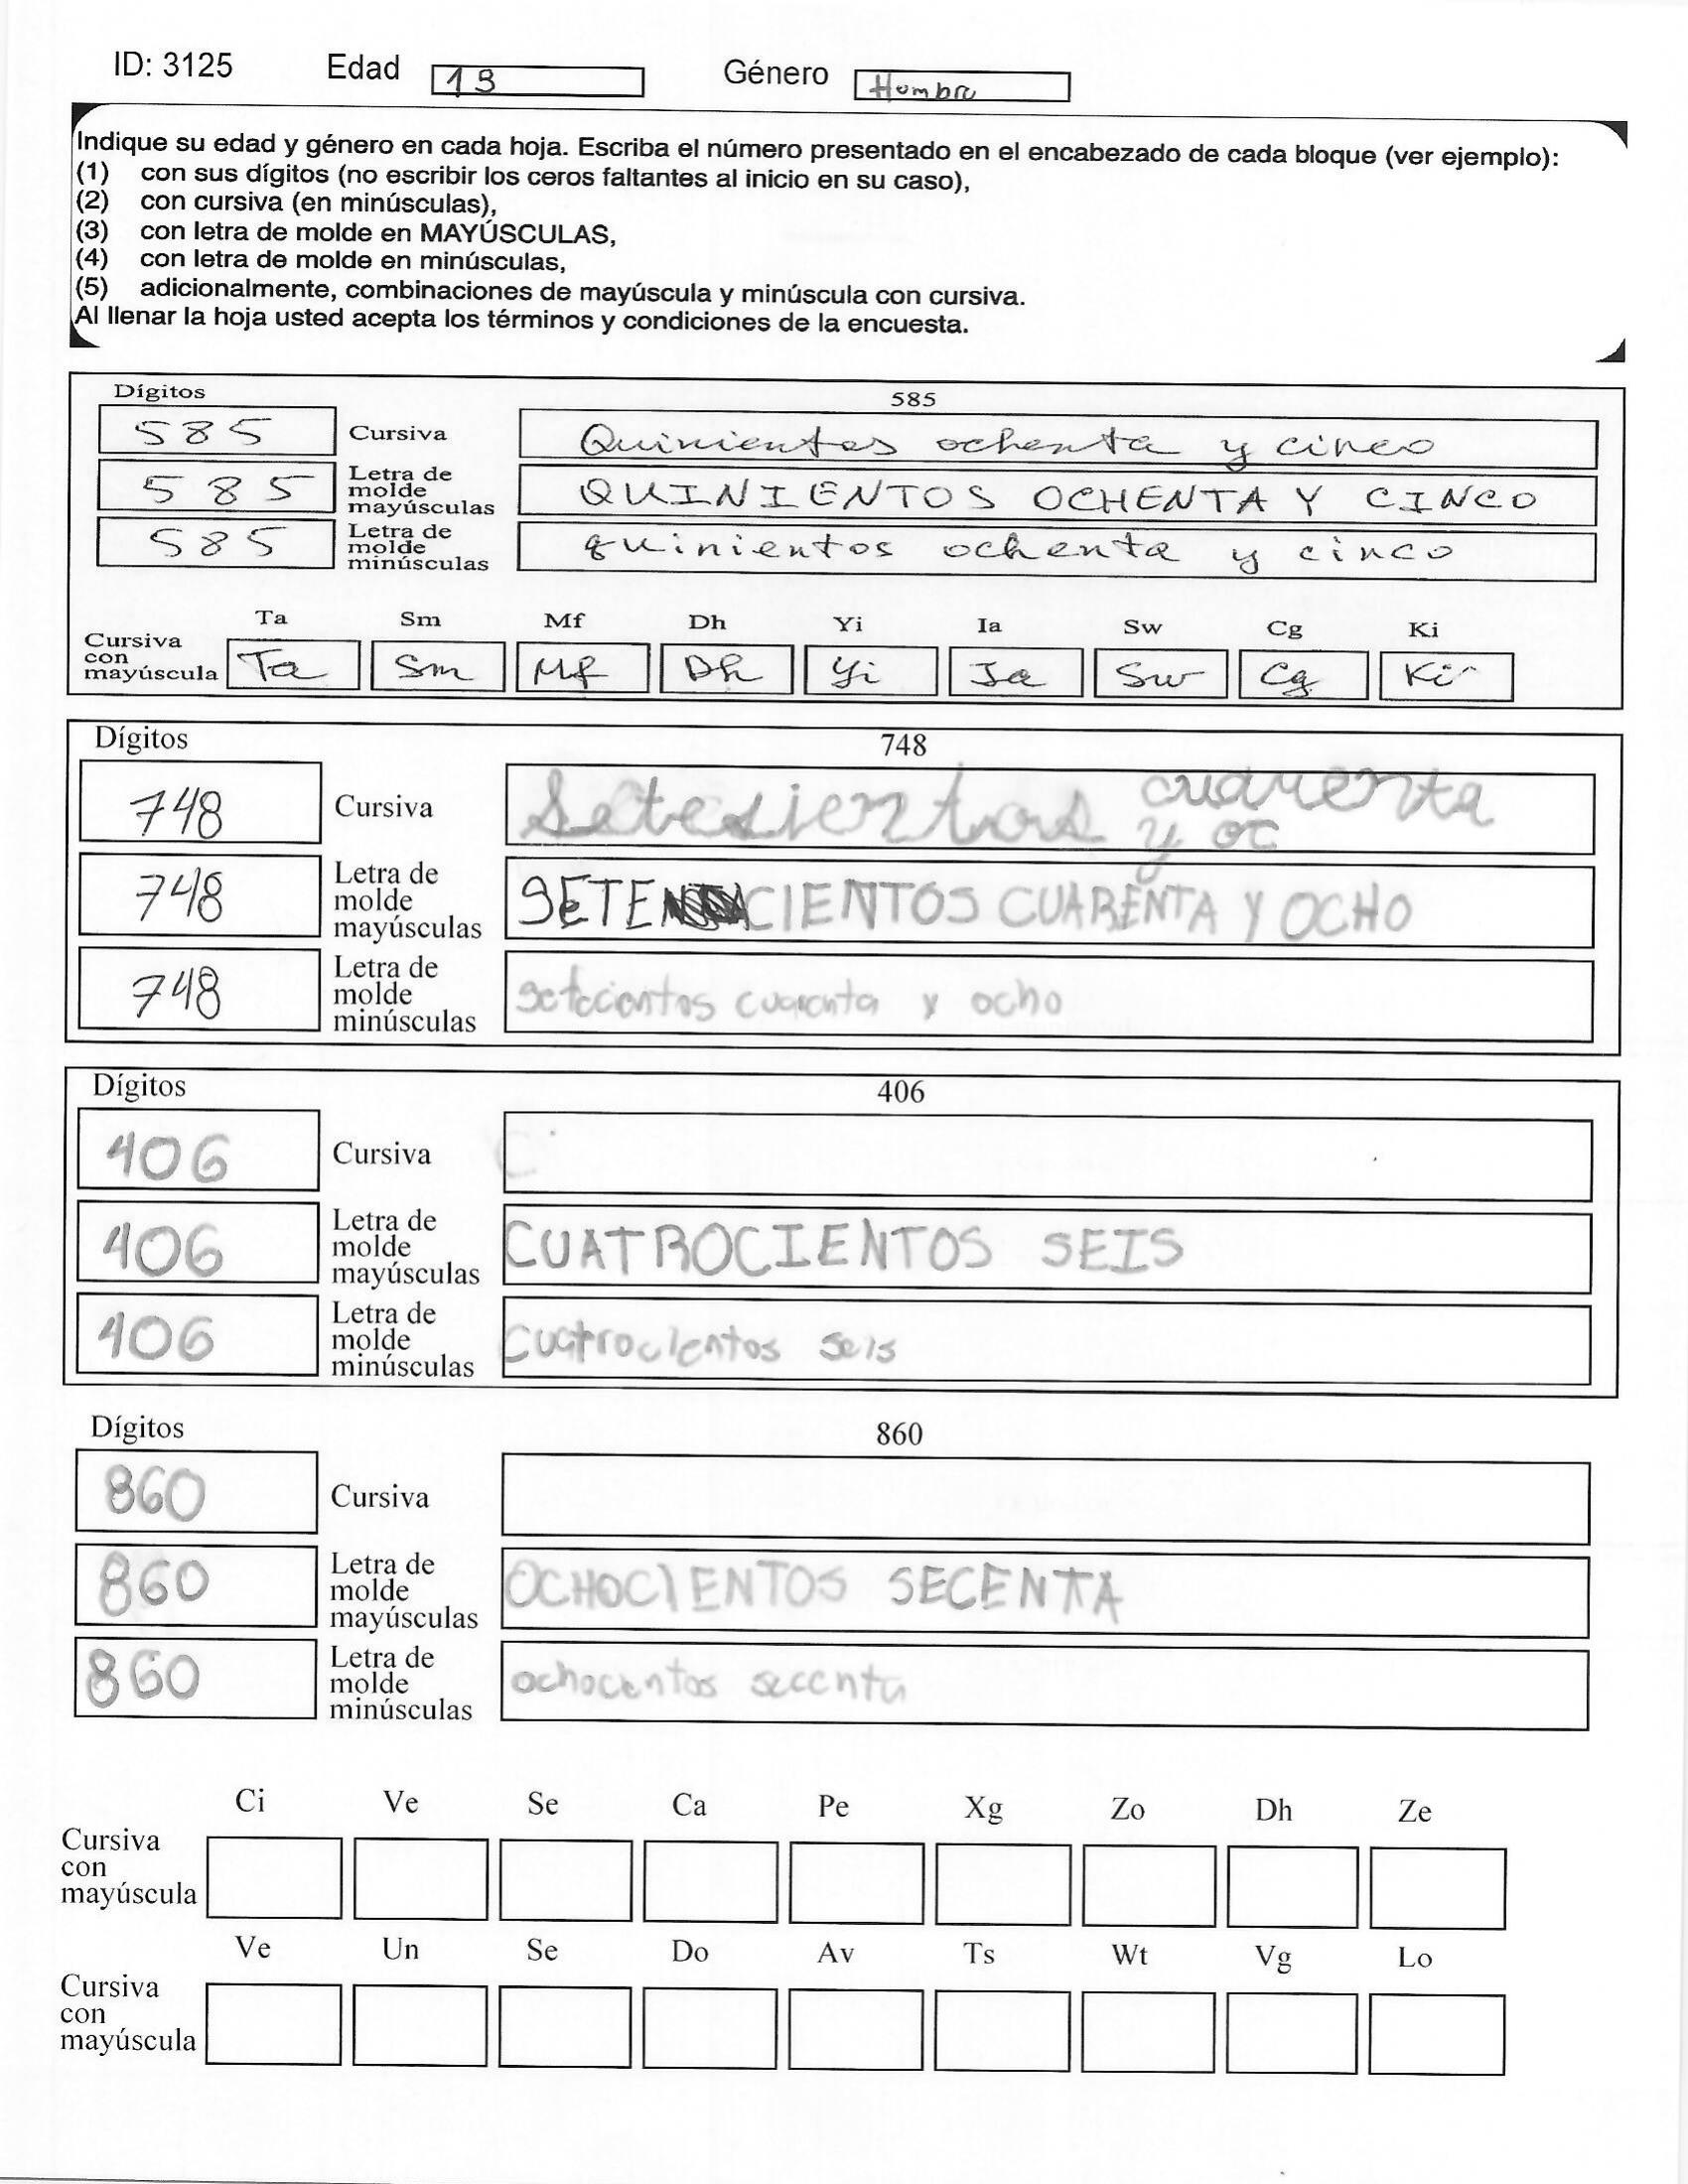 ID: 3125 Edad 13 Género Hombre
Indique su edad y género en cada hoja. Escriba el número presentado en el encabezado de cada bloque (ver ejemplo):
(1) con sus dígitos (no escribir los ceros faltantes al inicio en su caso),
(2) con cursiva (en minúsculas),
(3) con letra de molde en MAYÚSCULAS,
(4) con letra de molde en minúsculas,
(5) adicionalmente, combinaciones de mayúscula y minúscula con cursiva.
Al llenar la hoja usted acepta los términos y condiciones de la encuesta.
Dígitos 585
585 Cursiva Quinientos ochenta y cinco
585 Letra de molde mayúsculas QUINIENTOS OCHENTA Y CINCO
585 Letra de molde minúsculas quinientos ochenta y cinco
Ta Sm Mf Dh Yi Ia Sw Cg Ki
Cursiva con mayúscula Ta Sm Mf Dh Yi Ia Sw Cg Ki
Dígitos 748
748 Cursiva Setesientos cuarenta
y oc
748 Letra de molde mayúsculas SETE CIENTOS CUARENTA Y OCHO
748 Letra de molde minúsculas setecientos cuarenta y ocho
Dígitos 406
406 Cursiva
406 Letra de molde mayúsculas CUATROCIENTOS SEIS
406 Letra de molde minúsculas cuatrocientos seis
Dígitos 860
860 Cursiva
860 Letra de molde mayúsculas OCHOCIENTOS SECENTA
860 Letra de molde minúsculas ochocentos secenta
Ci Ve Se Ca Pe Xg Zo Dh Ze
Cursiva con mayúscula
Ve Un Se Do Av Ts Wt Vg Lo
Cursiva con mayúscula